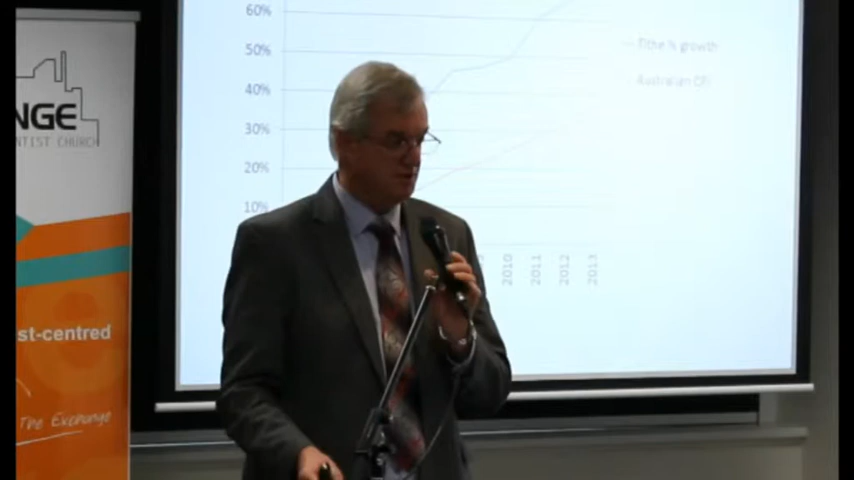 NGE
NTIST CHURCH
st-centred
The Exchange
60%
50%
40%
30%
20%
10%
Tithe % growth
Australian CPI
2010
2011
2012
2013